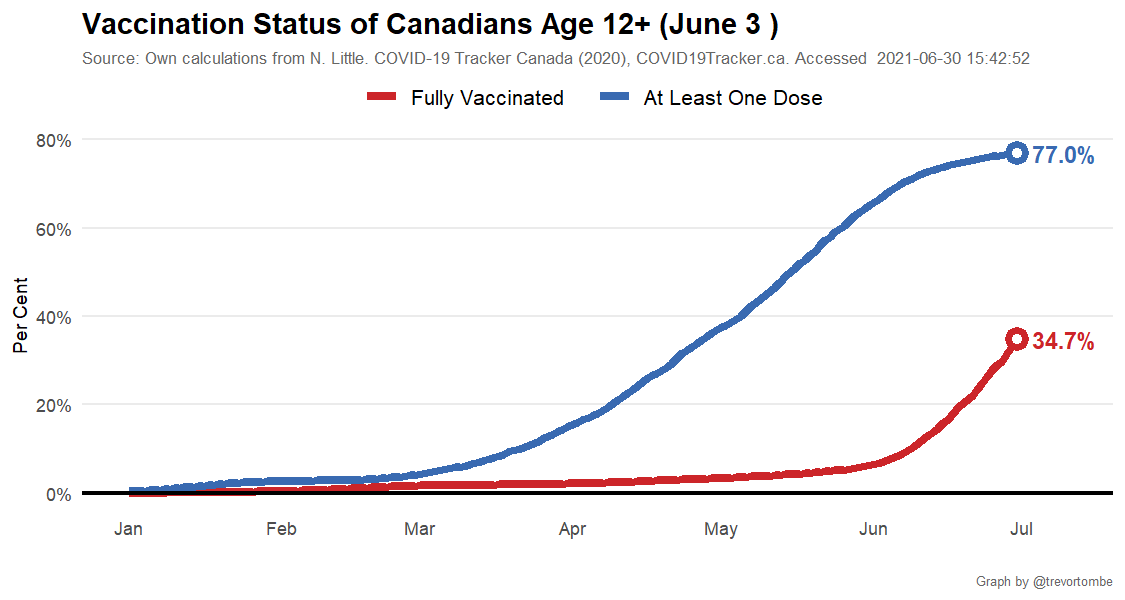 Vaccination Status of Canadians Age 12+ (June 3 )
Source: Own calculations from N. Little. COVID-19 Tracker Canada (2020), COVID19Tracker.ca. Accessed  2021-06-30 15:42:52
Fully Vaccinated At Least One Dose
Per Cent
80%
60%
40%
20%
0%
77.0%
34.7%
Jan Feb Mar Apr May Jun Jul
Graph by @trevortombe